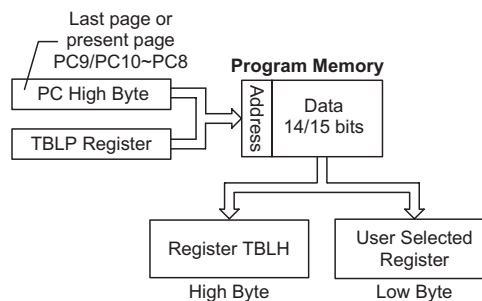 Last page or
present page
PC9/PC10~PC8
Program Memory
PC High Byte
TBLP Register
Address
Data
14/15 bits
Register TBLH
User Selected
Register
High Byte
Low Byte